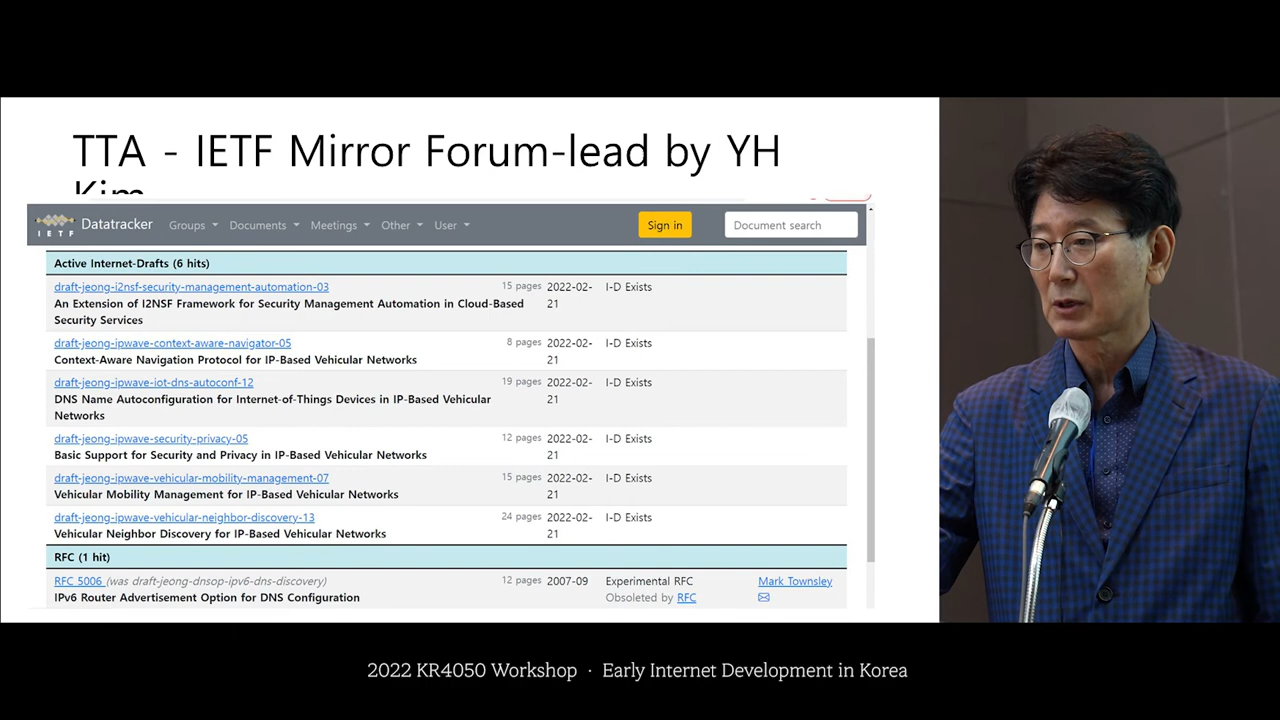 TTA - IETF Mirror Forum-lead by YH
Kim
IETF
Datatracker Groups Documents Meetings Other User Sign in Document search
Active Internet-Drafts (6 hits)
draft-jeong-i2nsf-security-management-automation-03 15 pages 2022-02- I-D Exists
An Extension of I2NSF Framework for Security Management Automation in Cloud-Based 21
Security Services
draft-jeong-ipwave-context-aware-navigator-05 8 pages 2022-02- I-D Exists
Context-Aware Navigation Protocol for IP-Based Vehicular Networks 21
draft-jeong-ipwave-iot-dns-autoconf-12 19 pages 2022-02- I-D Exists
DNS Name Autoconfiguration for Internet-of-Things Devices in IP-Based Vehicular 21
Networks
draft-jeong-ipwave-security-privacy-05 12 pages 2022-02- I-D Exists
Basic Support for Security and Privacy in IP-Based Vehicular Networks 21
draft-jeong-ipwave-vehicular-mobility-management-07 15 pages 2022-02- I-D Exists
Vehicular Mobility Management for IP-Based Vehicular Networks 21
draft-jeong-ipwave-vehicular-neighbor-discovery-13 24 pages 2022-02- I-D Exists
Vehicular Neighbor Discovery for IP-Based Vehicular Networks 21
RFC (1 hit)
RFC 5006 (was draft-jeong-dnsop-ipv6-dns-discovery) 12 pages 2007-09 Experimental RFC Mark Townsley
IPv6 Router Advertisement Option for DNS Configuration Obsoleted by RFC
2022 KR4050 Workshop · Early Internet Development in Korea